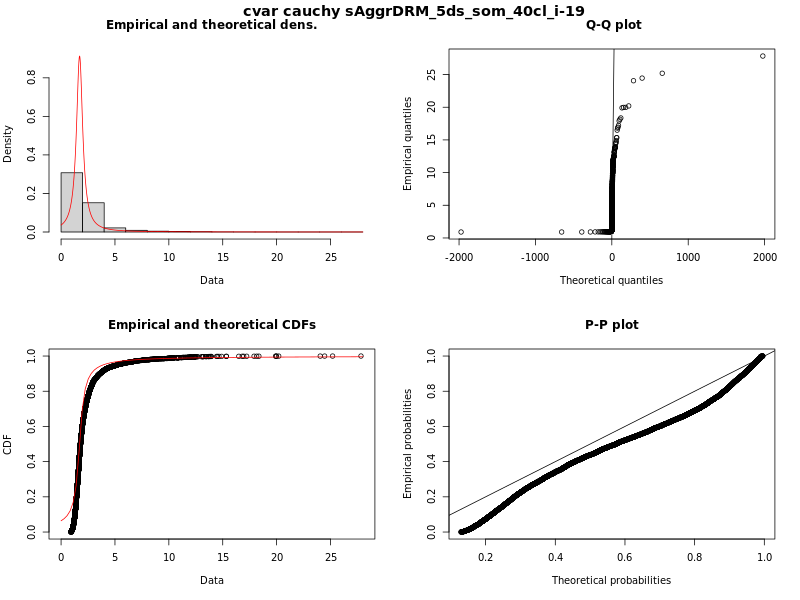 cvar cauchy sAggrDRM_5ds_som_40cl_i-19
Empirical and theoretical dens.
Density
0.0 0.2 0.4 0.6 0.8
0 5 10 15 20 25
Data
Q-Q plot
Empirical quantiles
0 5 10 15 20 25
-2000 -1000 0 1000 2000
Theoretical quantiles
Empirical and theoretical CDFs
CDF
0.0 0.2 0.4 0.6 0.8 1.0
0 5 10 15 20 25
Data
P-P plot
Empirical probabilities
0.0 0.2 0.4 0.6 0.8 1.0
0.2 0.4 0.6 0.8 1.0
Theoretical probabilities